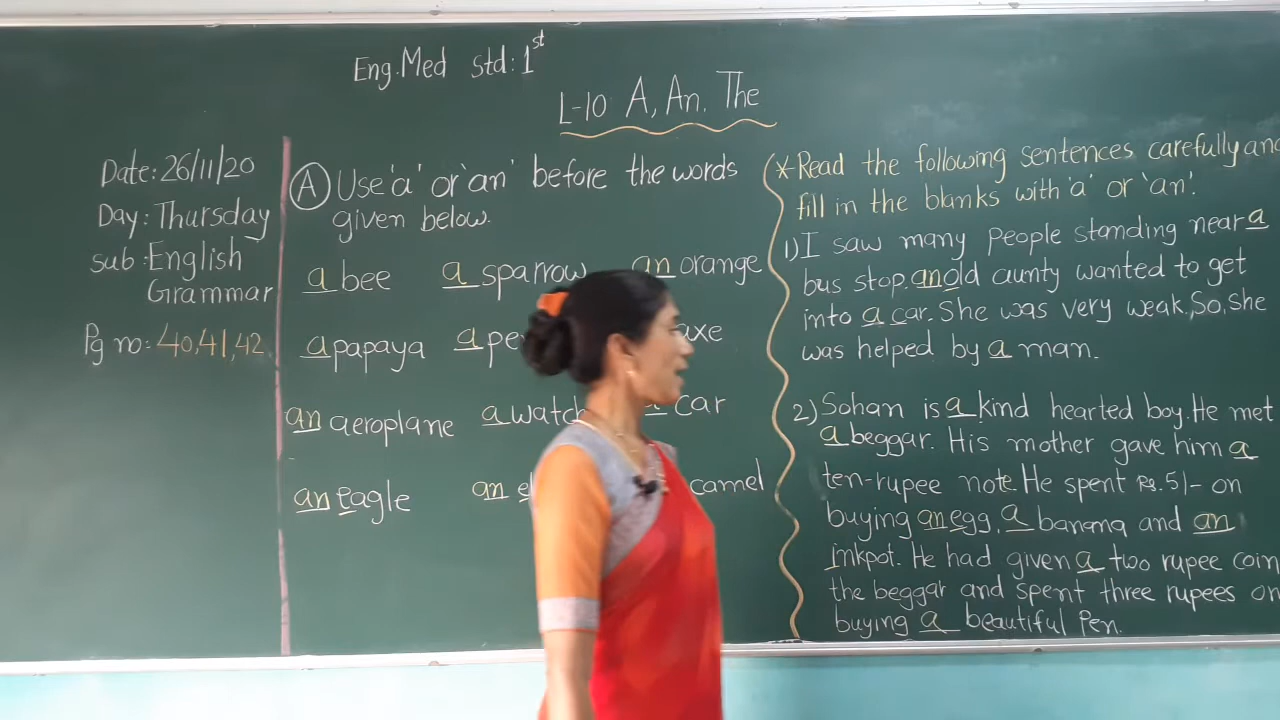 Eng.Med std: 1st
L-10 A, An. The
Date: 26/11/20
Day: Thursday
Sub: English
Grammar
Pg no: 40,41,42
(A) Use 'a' or 'an' before the words
given below.
a bee a sparrow an orange
a papaya a axe
an aeroplane a watch a car
an eagle an camel
* Read the following sentences carefully and
fill in the blanks with 'a' or 'an'.
1) I saw many people standing near a
bus stop. an old aunty wanted to get
into a car. She was very weak, So, she
was helped by a man.
2) Sohan is a kind hearted boy. He met
a beggar. His mother gave him a
ten-rupee note. He spent Rs. 5/- on
buying an egg, a banana and an
inkpot. He had given a two rupee coin
the beggar and spent three rupees on
buying a beautiful Pen.